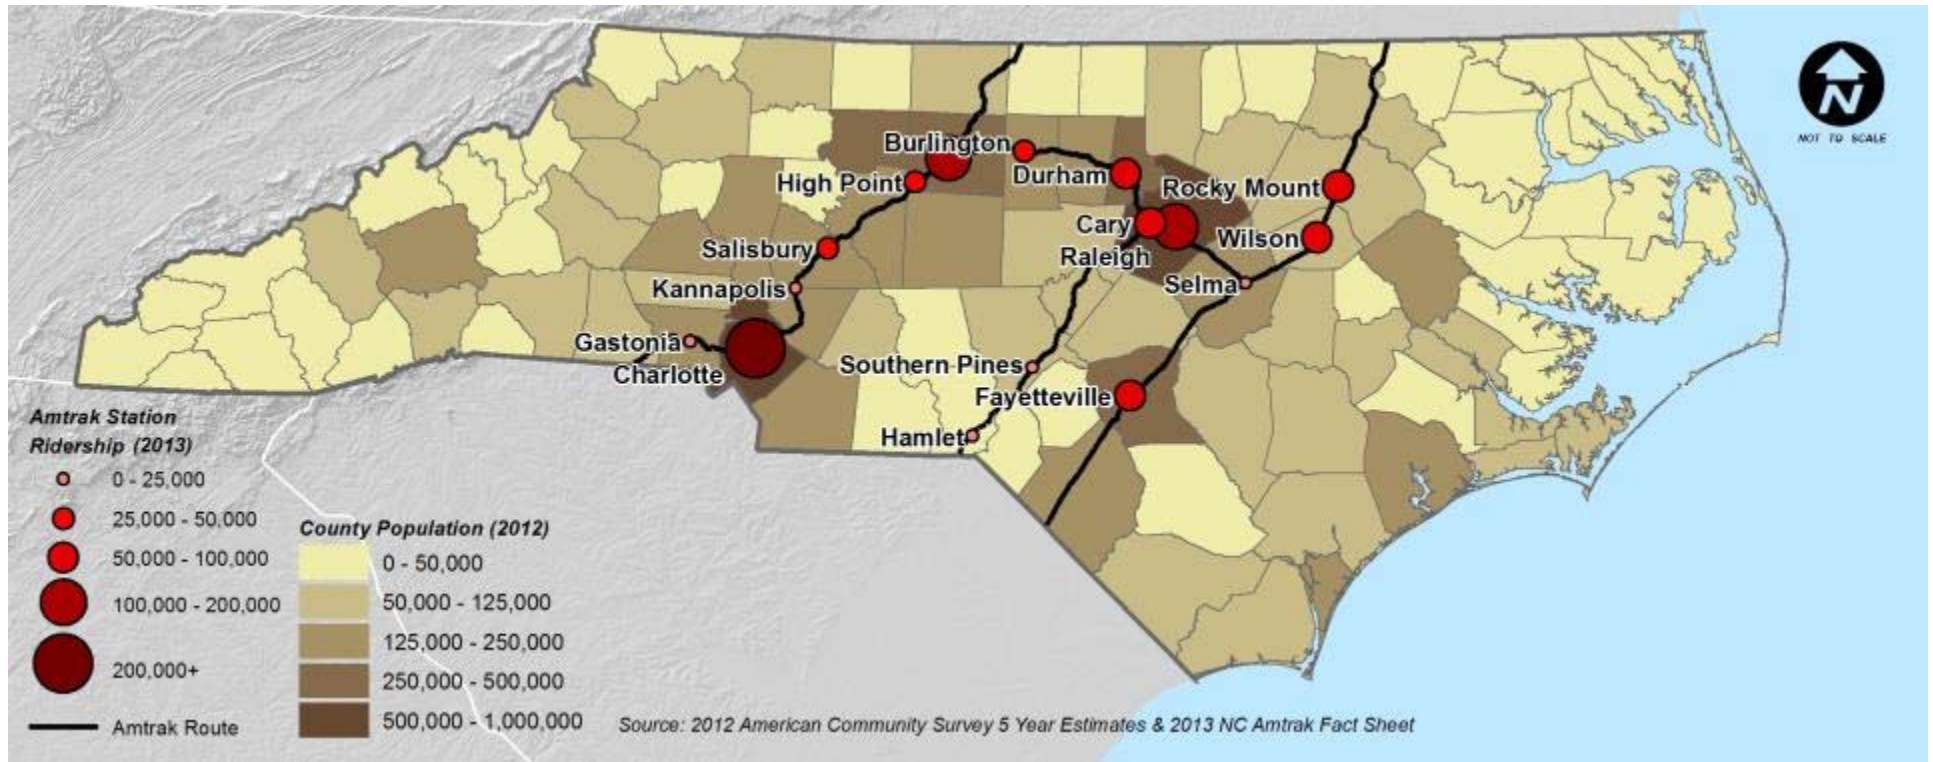 N
NOT TO SCALE
Burlington
High Point
Durham
Rocky Mount
Cary
Raleigh
Wilson
Salisbury
Selma
Kannapolis
Gastonia
Charlotte
Southern Pines
Fayetteville
Hamlet
Amtrak Station
Ridership (2013)
0 - 25,000
25,000 - 50,000
50,000 - 100,000
100,000 - 200,000
200,000+
Amtrak Route
County Population (2012)
0 - 50,000
50,000 - 125,000
125,000 - 250,000
250,000 - 500,000
500,000 - 1,000,000
Source: 2012 American Community Survey 5 Year Estimates & 2013 NC Amtrak Fact Sheet